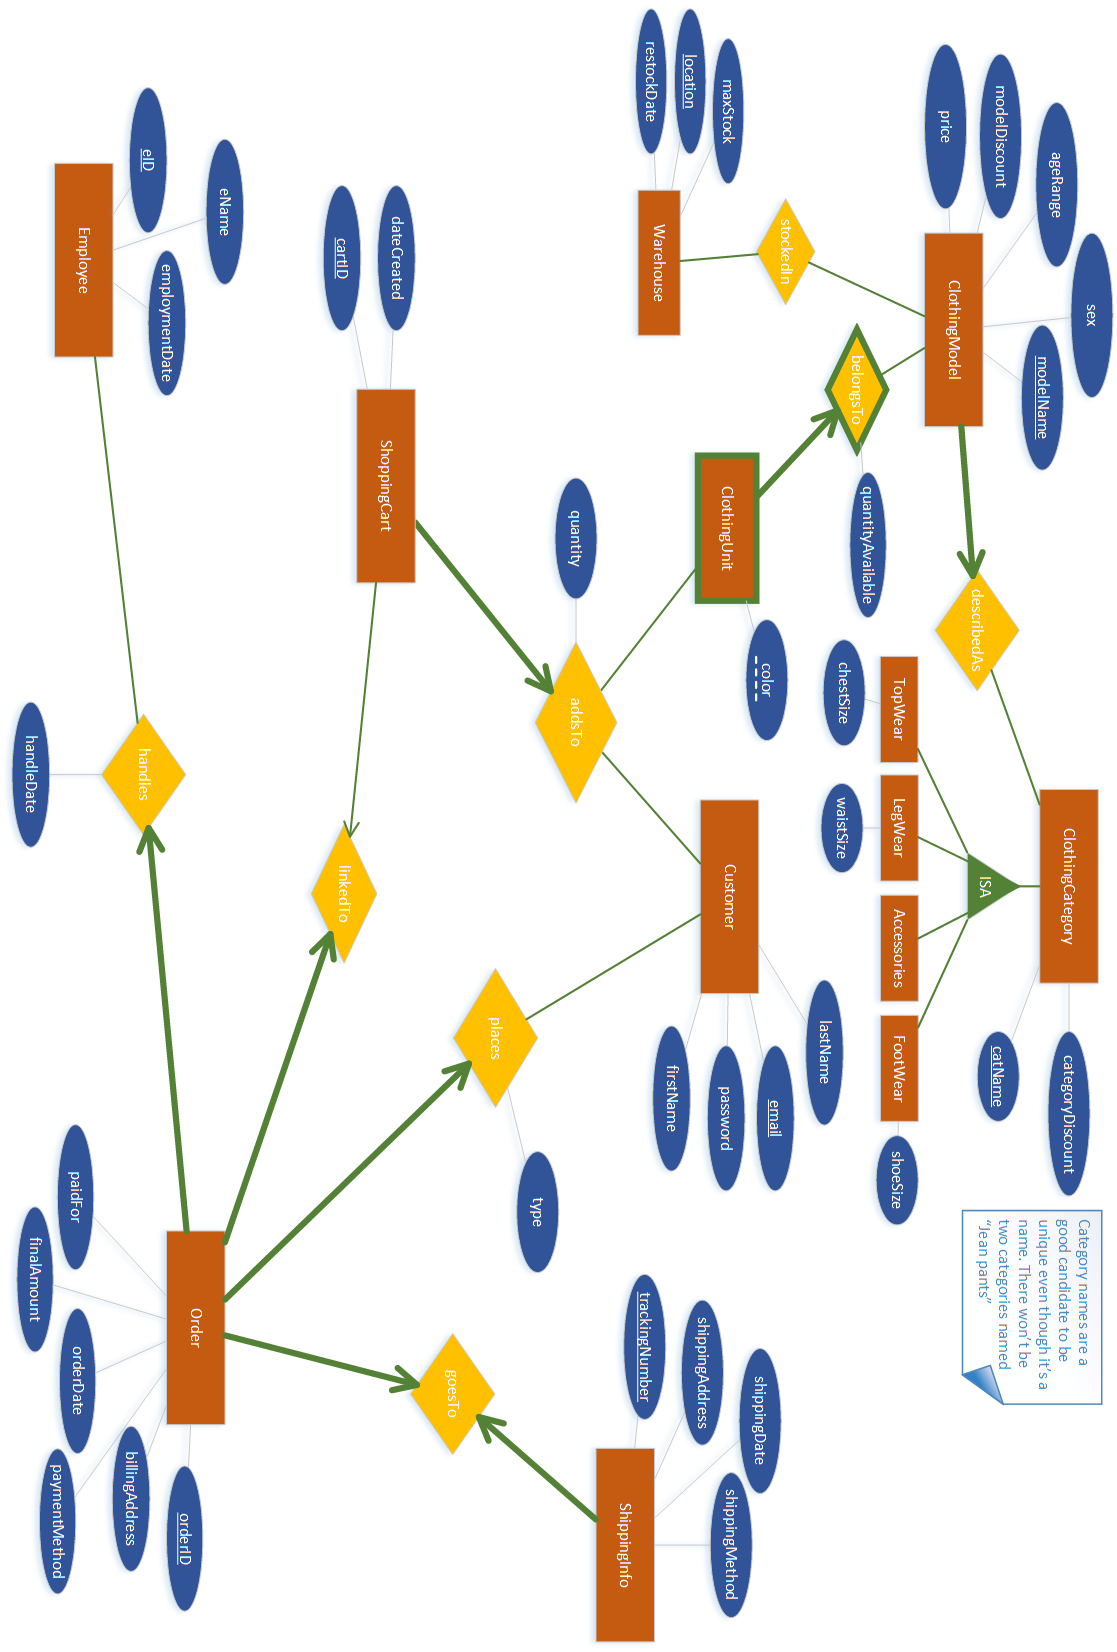 sex
ageRange
modelDiscount
price
modelName
ClothingModel
maxStock
location
restockDate
Warehouse
stockedIn
belongsTo
quantityAvailable
describedAs
ClothingCategory
categoryDiscount
catName
ISA
TopWear
LegWear
Accessories
FootWear
chestSize
waistSize
shoeSize
Category names are a
good candidate to be
unique even though it's a
name. There won't be
two categories named
"Jean pants"
ClothingUnit
color
quantity
addsTo
Customer
lastName
email
password
firstName
places
type
dateCreated
cartID
ShoppingCart
linkedTo
eName
eID
employmentDate
Employee
handles
handleDate
Order
paidFor
finalAmount
orderDate
paymentMethod
billingAddress
orderID
goesTo
ShippingInfo
trackingNumber
shippingAddress
shippingDate
shippingMethod